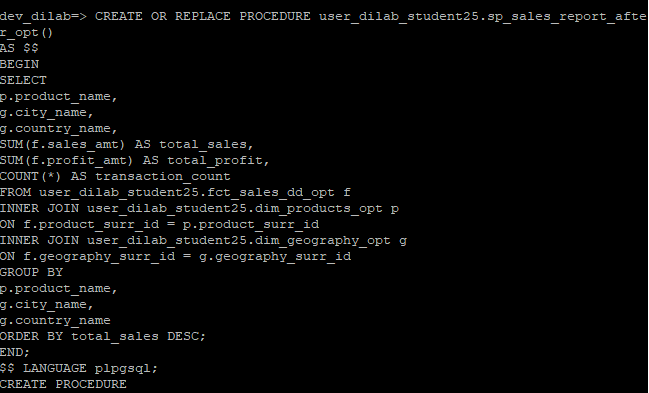 dev_dilab=> CREATE OR REPLACE PROCEDURE user_dilab_student25.sp_sales_report_afte
r_opt()
AS $$
BEGIN
SELECT
p.product_name,
g.city_name,
g.country_name,
SUM(f.sales_amt) AS total_sales,
SUM(f.profit_amt) AS total_profit,
COUNT(*) AS transaction_count
FROM user_dilab_student25.fct_sales_dd_opt f
INNER JOIN user_dilab_student25.dim_products_opt p
ON f.product_surr_id = p.product_surr_id
INNER JOIN user_dilab_student25.dim_geography_opt g
ON f.geography_surr_id = g.geography_surr_id
GROUP BY
p.product_name,
g.city_name,
g.country_name
ORDER BY total_sales DESC;
END;
$$ LANGUAGE plpgsql;
CREATE PROCEDURE